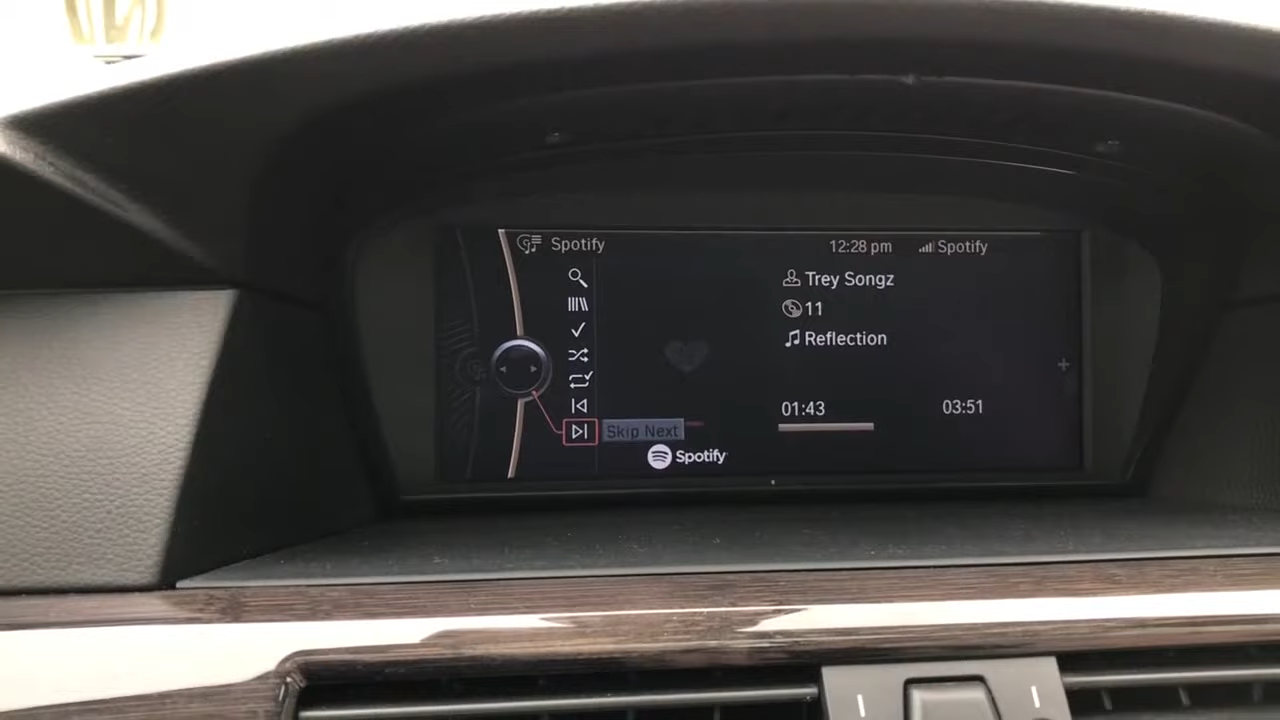 Spotify
12:28 pm
Spotify
Trey Songz
11
Reflection
01:43
03:51
Skip Next
Spotify